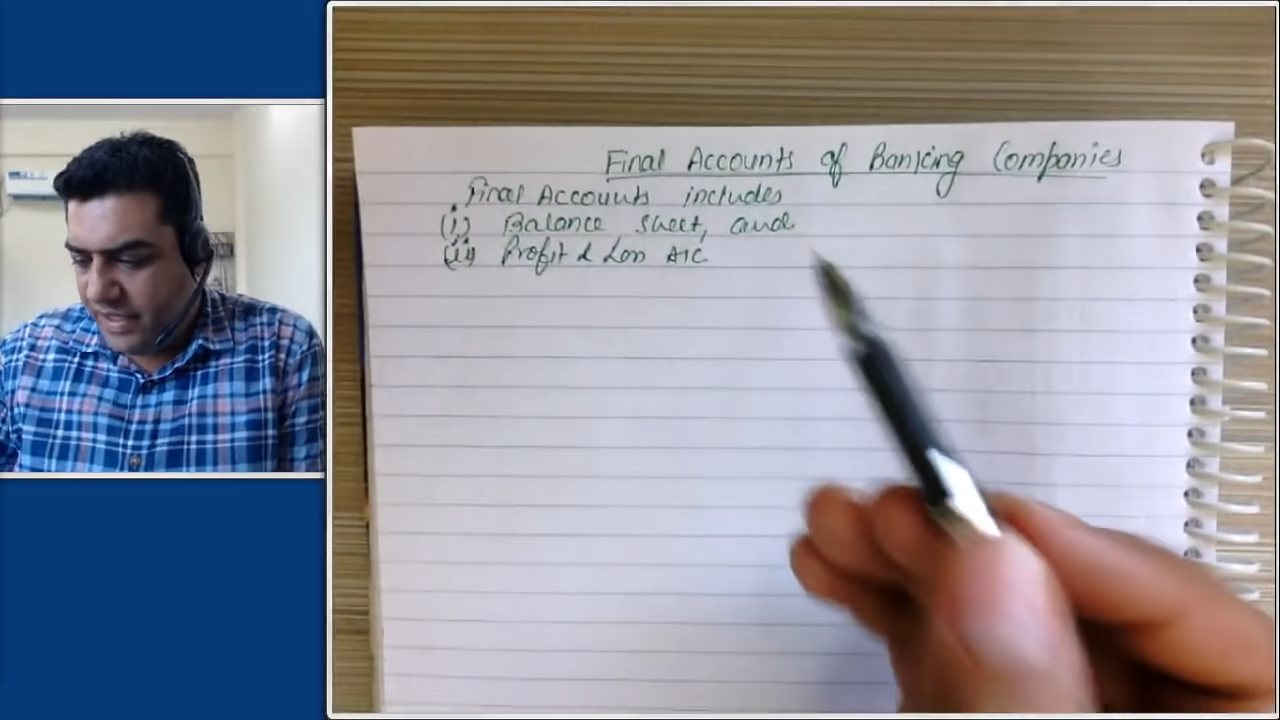 Final Accounts of Banking Companies
Final Accounts includes
(i) Balance sheet, and
(ii) Profit & Loss A/C